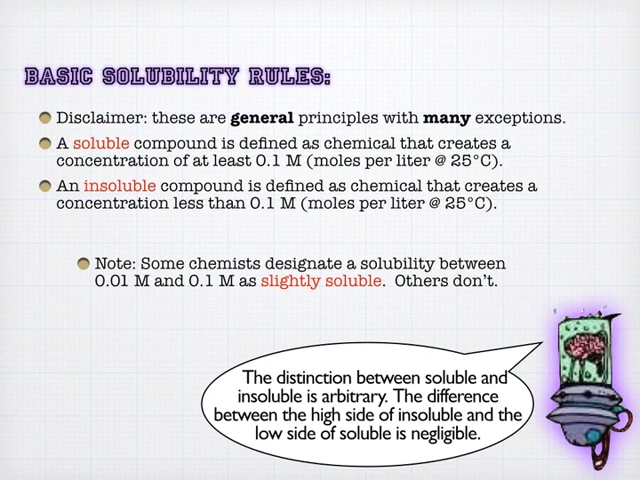 BASIC SOLUBILITY RULES:
Disclaimer: these are general principles with many exceptions.
A soluble compound is defined as chemical that creates a
concentration of at least 0.1 M (moles per liter @ 25°C).
An insoluble compound is defined as chemical that creates a
concentration less than 0.1 M (moles per liter @ 25°C).
Note: Some chemists designate a solubility between
0.01 M and 0.1 M as slightly soluble. Others don't.
The distinction between soluble and
insoluble is arbitrary. The difference
between the high side of insoluble and the
low side of soluble is negligible.